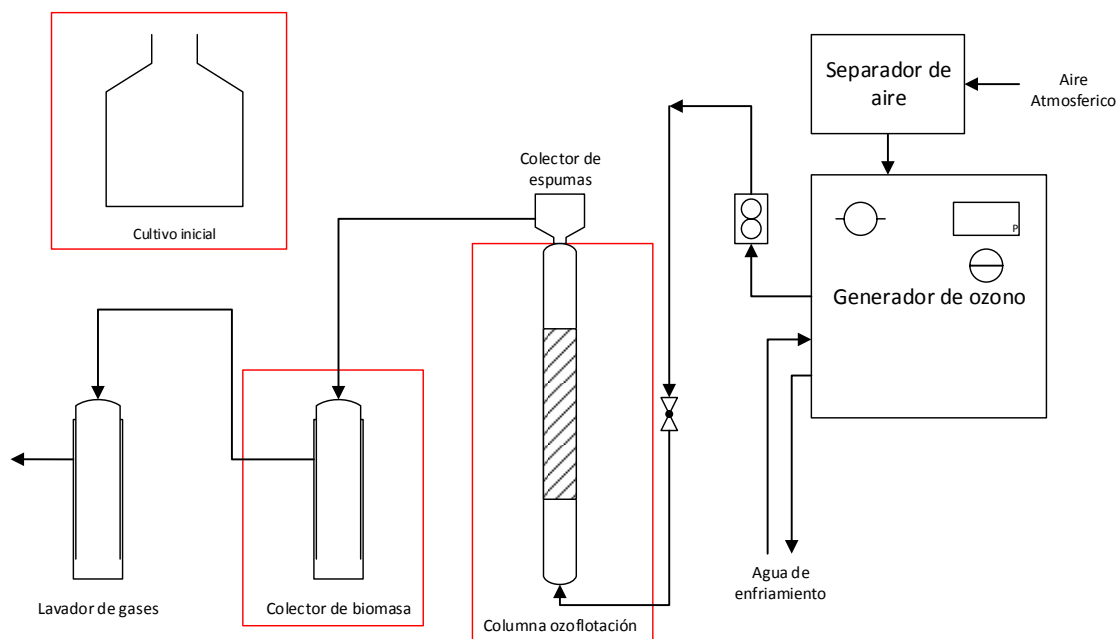 Separador de
aire
Aire
Atmosferico
Colector de
espumas
Cultivo inicial
P
Generador de ozono
Agua de
enfriamiento
Lavador de gases
Colector de biomasa
Columna ozoflotación